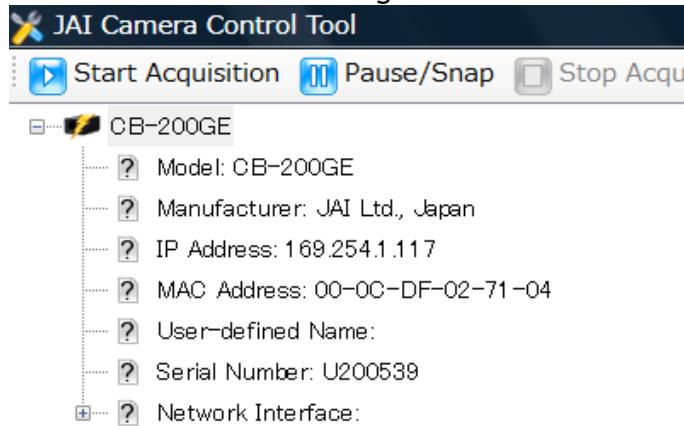 JAI Camera Control Tool
Start Acquisition Pause/Snap Stop Acqu
CB-200GE
Model: CB-200GE
Manufacturer: JAI Ltd., Japan
IP Address: 169.254.1.117
MAC Address: 00-0C-DF-02-71-04
User-defined Name:
Serial Number: U200539
Network Interface: